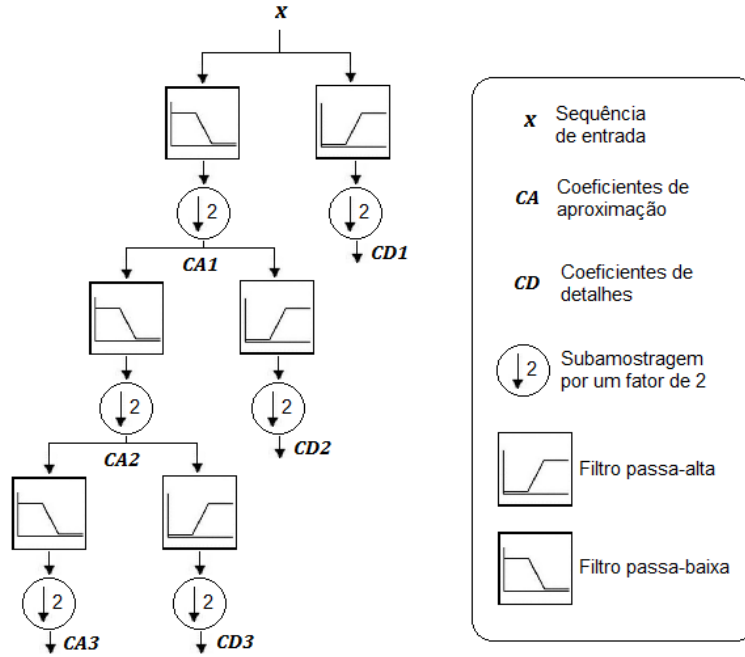 x
2
2
CA1
CD1
2
2
CA2
CD2
2
2
CA3
CD3
x Sequência
de entrada
CA Coeficientes de
aproximação
CD Coeficientes de
detalhes
2 Subamostragem
por um fator de 2
Filtro passa-alta
Filtro passa-baixa